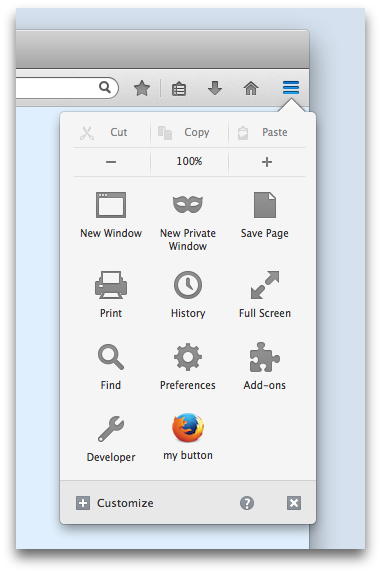 Cut Copy Paste
− 100% +
New Window
New Private
Window
Save Page
Print
History
Full Screen
Find
Preferences
Add-ons
Developer
my button
Customize
?